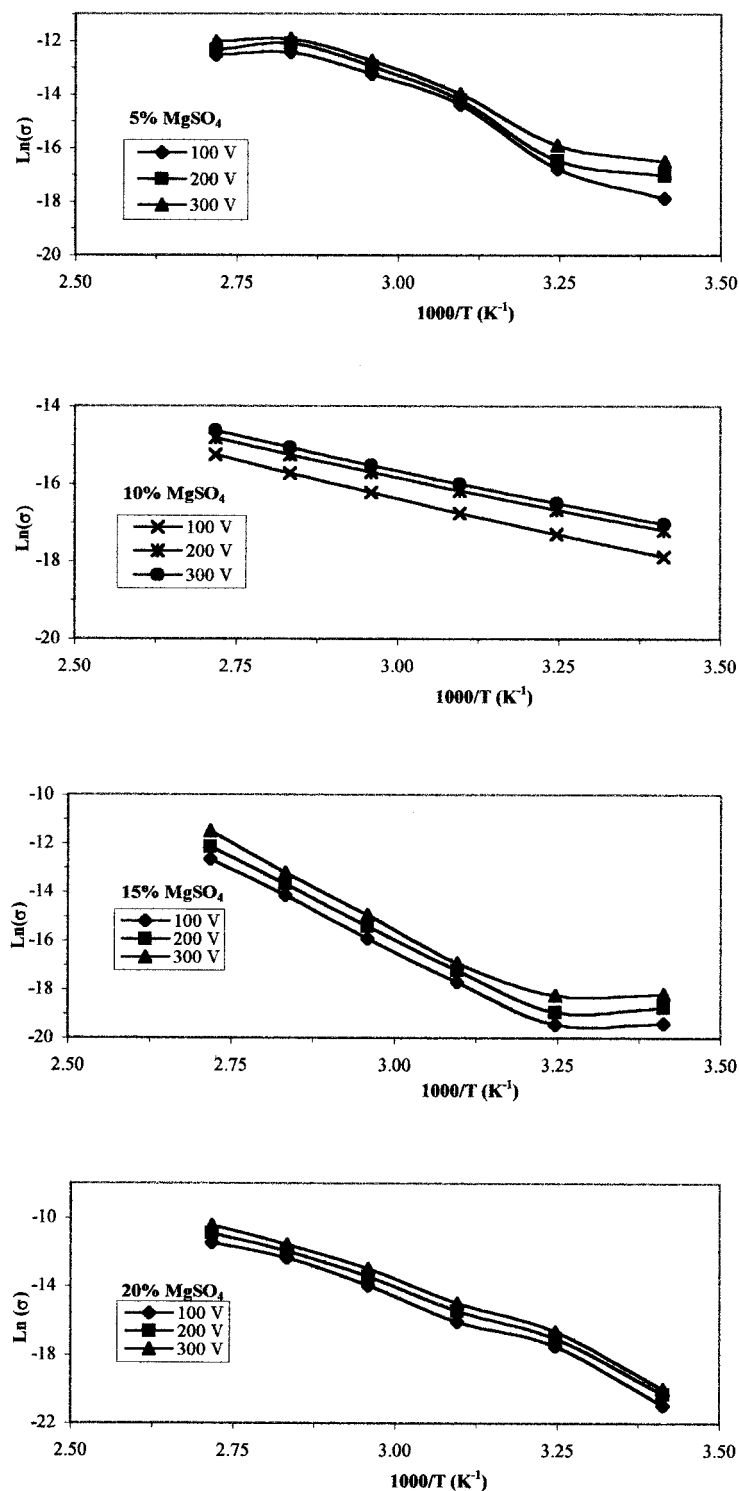 -12
-14
-16
-18
-20
Ln(σ)
5% MgSO4
100 V
200 V
300 V
2.50 2.75 3.00 3.25 3.50
1000/T (K-1)
-14
-16
-18
-20
Ln(σ)
10% MgSO4
100 V
200 V
300 V
2.50 2.75 3.00 3.25 3.50
1000/T (K-1)
-10
-12
-14
-16
-18
-20
Ln(σ)
15% MgSO4
100 V
200 V
300 V
2.50 2.75 3.00 3.25 3.50
1000/T (K-1)
-10
-14
-18
-22
Ln (σ)
20% MgSO4
100 V
200 V
300 V
2.50 2.75 3.00 3.25 3.50
1000/T (K-1)